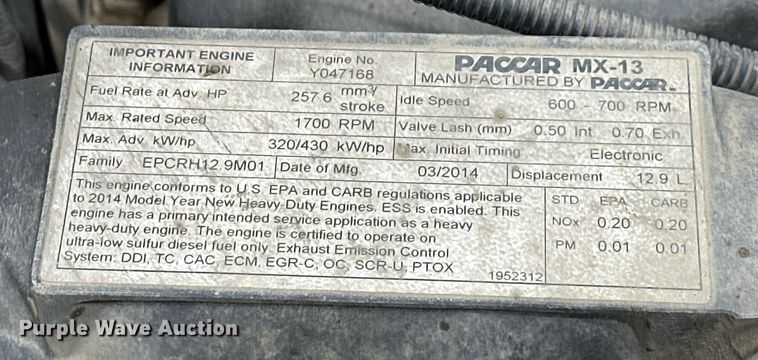 IMPORTANT ENGINE INFORMATION
Engine No. Y047168
PACCAR MX-13
MANUFACTURED BY PACCAR.
Fuel Rate at Adv. HP 257.6 mm³/stroke
Idle Speed 600 - 700 RPM
Max. Rated Speed 1700 RPM
Valve Lash (mm) 0.50 Int. 0.70 Exh.
Max. Adv. kW/hp 320/430 kW/hp
Max. Initial Timing Electronic
Family EPCRH12.9M01
Date of Mfg. 03/2014
Displacement 12.9 L
This engine conforms to U.S. EPA and CARB regulations applicable
to 2014 Model Year New Heavy-Duty Engines. ESS is enabled. This
engine has a primary intended service application as a heavy
heavy-duty engine. The engine is certified to operate on
ultra-low sulfur diesel fuel only. Exhaust Emission Control
System: DDI, TC, CAC, ECM, EGR-C, OC, SCR-U, PTOX
STD EPA CARB
NOx 0.20 0.20
PM 0.01 0.01
1952312
Purple Wave Auction